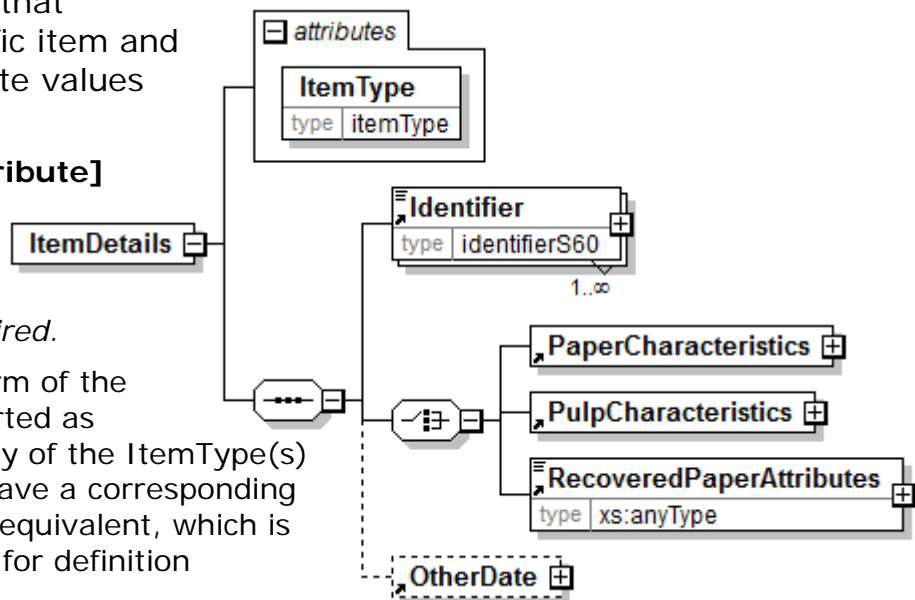 that
ic item and
te values
ribute]
ired.
rm of the
rted as
y of the ItemType(s)
ave a corresponding
equivalent, which is
for definition
attributes
ItemType
type itemType
ItemDetails
Identifier
type identifierS60
1..∞
PaperCharacteristics
PulpCharacteristics
RecoveredPaperAttributes
type xs:anyType
OtherDate